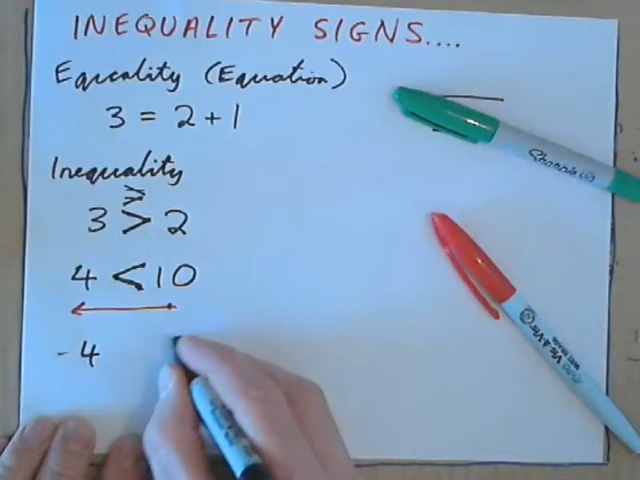 INEQUALITY SIGNS....
Equality (Equation)
3 = 2 + 1
Inequality
>
3 > 2
4 < 10
- 4
Sharpie